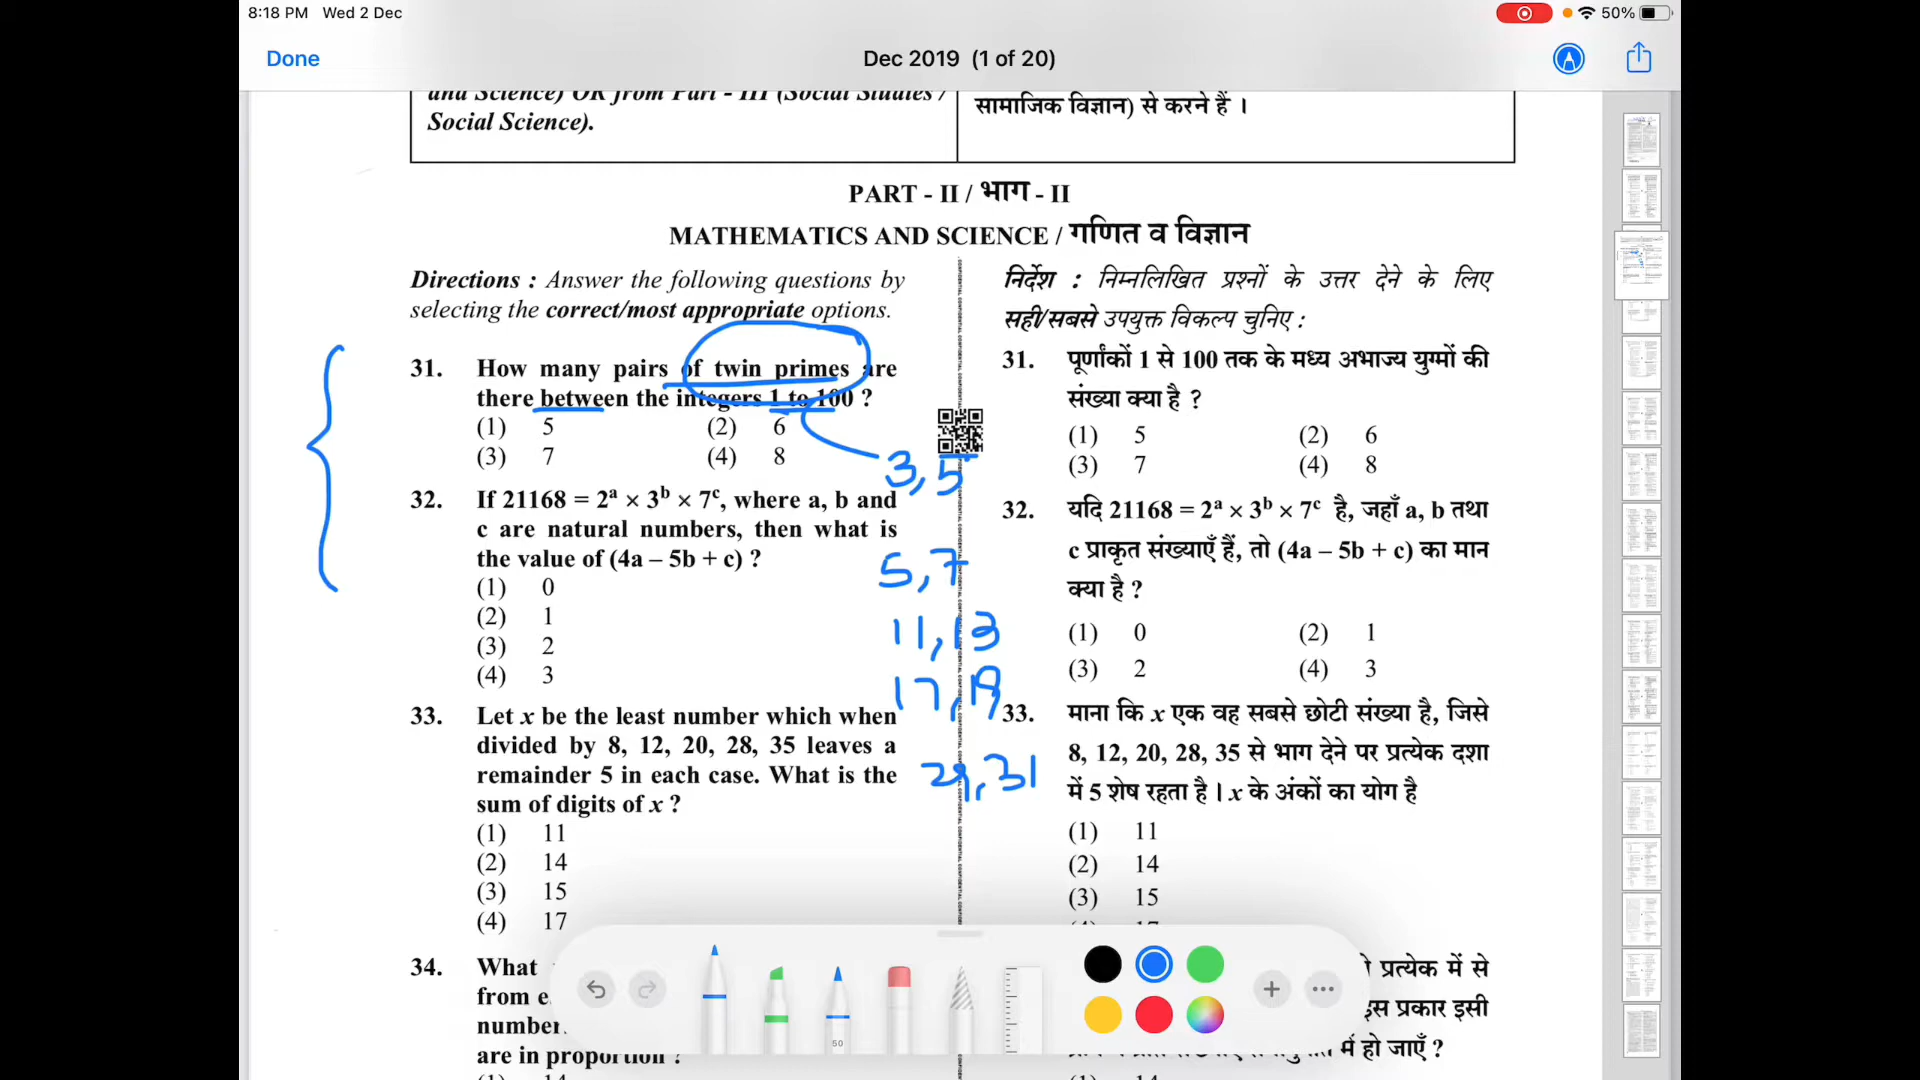 8:18 PM Wed 2 Dec
50%
Done
Dec 2019 (1 of 20)
and Science) OR from Part - III (Social Studies /
Social Science).
सामाजिक विज्ञान) से करने हैं ।
PART - II / भाग - II
MATHEMATICS AND SCIENCE / गणित व विज्ञान
Directions : Answer the following questions by
selecting the correct/most appropriate options.
31. How many pairs of twin primes are
there between the integers 1 to 100 ?
(1) 5 (2) 6
(3) 7 (4) 8
32. If 21168 = 2ᵃ × 3ᵇ × 7ᶜ, where a, b and
c are natural numbers, then what is
the value of (4a – 5b + c) ?
(1) 0
(2) 1
(3) 2
(4) 3
33. Let x be the least number which when
divided by 8, 12, 20, 28, 35 leaves a
remainder 5 in each case. What is the
sum of digits of x ?
(1) 11
(2) 14
(3) 15
(4) 17
34. What
from e
number
are in proportion ?
3, 5
5, 7
11, 13
17, 19
29, 31
निर्देश : निम्नलिखित प्रश्नों के उत्तर देने के लिए
सही/सबसे उपयुक्त विकल्प चुनिए :
31. पूर्णांकों 1 से 100 तक के मध्य अभाज्य युग्मों की
संख्या क्या है ?
(1) 5 (2) 6
(3) 7 (4) 8
32. यदि 21168 = 2ᵃ × 3ᵇ × 7ᶜ है, जहाँ a, b तथा
c प्राकृत संख्याएँ हैं, तो (4a – 5b + c) का मान
क्या है ?
(1) 0 (2) 1
(3) 2 (4) 3
33. माना कि x एक वह सबसे छोटी संख्या है, जिसे
8, 12, 20, 28, 35 से भाग देने पर प्रत्येक दशा
में 5 शेष रहता है । x के अंकों का योग है
(1) 11
(2) 14
(3) 15
प्रत्येक में से
इस प्रकार इसी
में हो जाएँ ?
50